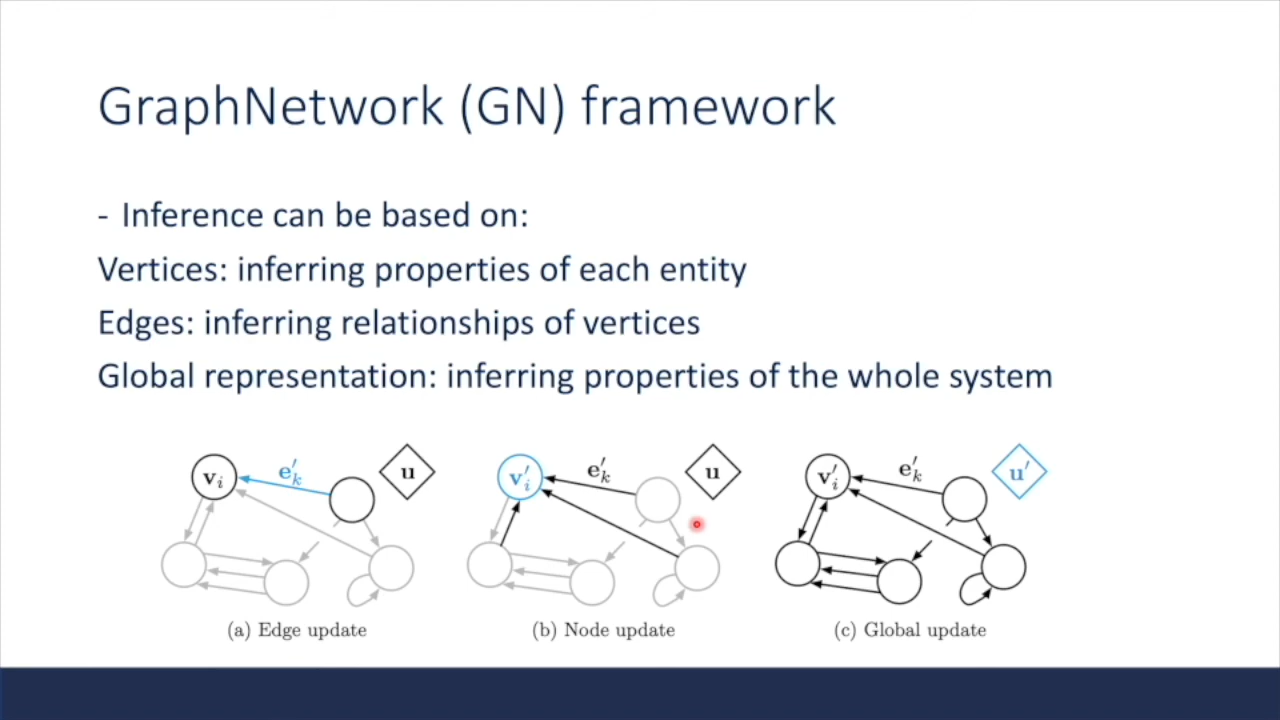 GraphNetwork (GN) framework
- Inference can be based on:
Vertices: inferring properties of each entity
Edges: inferring relationships of vertices
Global representation: inferring properties of the whole system
vᵢ e′ₖ u v′ᵢ e′ₖ u v′ᵢ e′ₖ u′
(a) Edge update (b) Node update (c) Global update